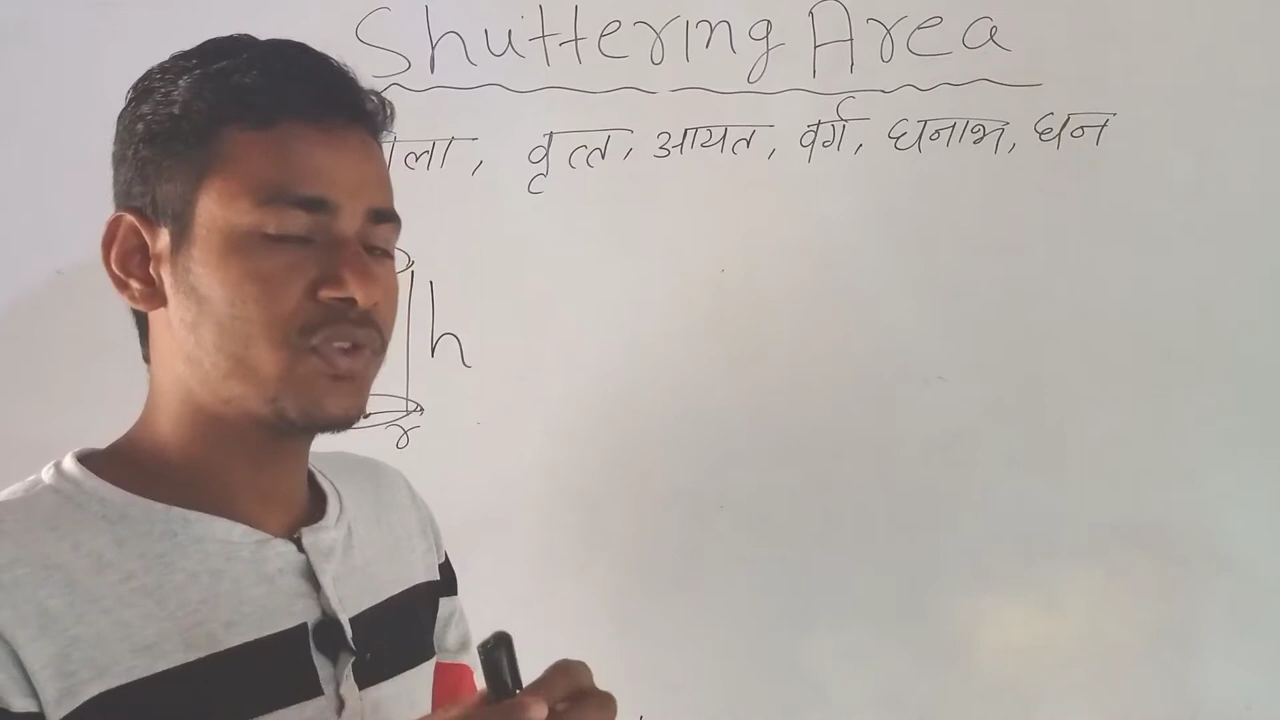 Shuttering Area
वृत्त, आयत, वर्ग, घनाभ, घन
h
r